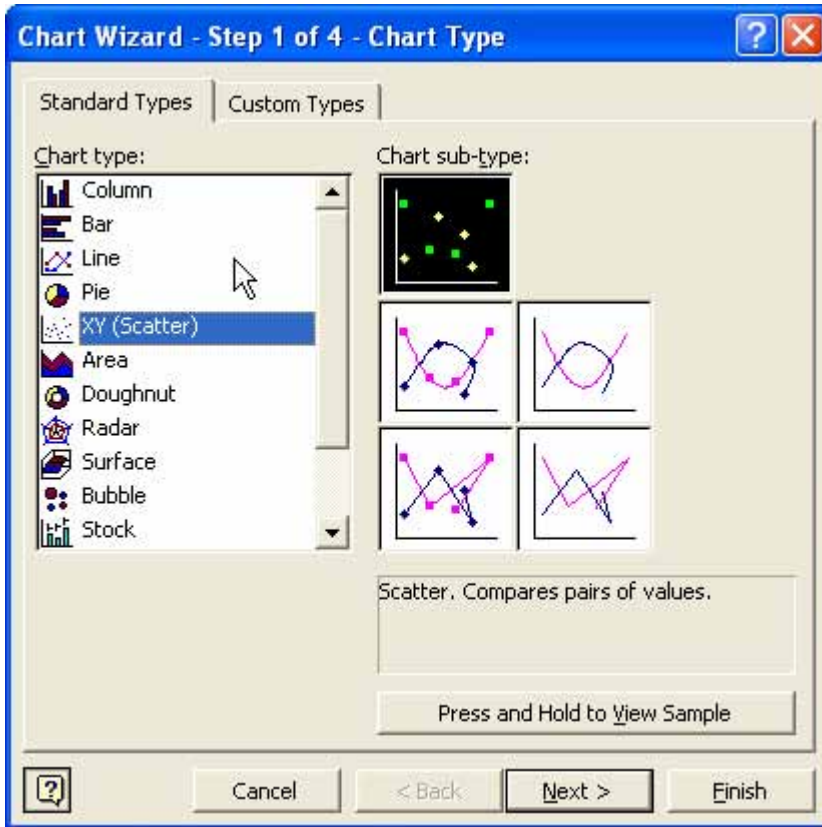 Chart Wizard - Step 1 of 4 - Chart Type
Standard Types
Custom Types
Chart type:
Column
Bar
Line
Pie
XY (Scatter)
Area
Doughnut
Radar
Surface
Bubble
Stock
Chart sub-type:
Scatter. Compares pairs of values.
Press and Hold to View Sample
Cancel
< Back
Next >
Finish